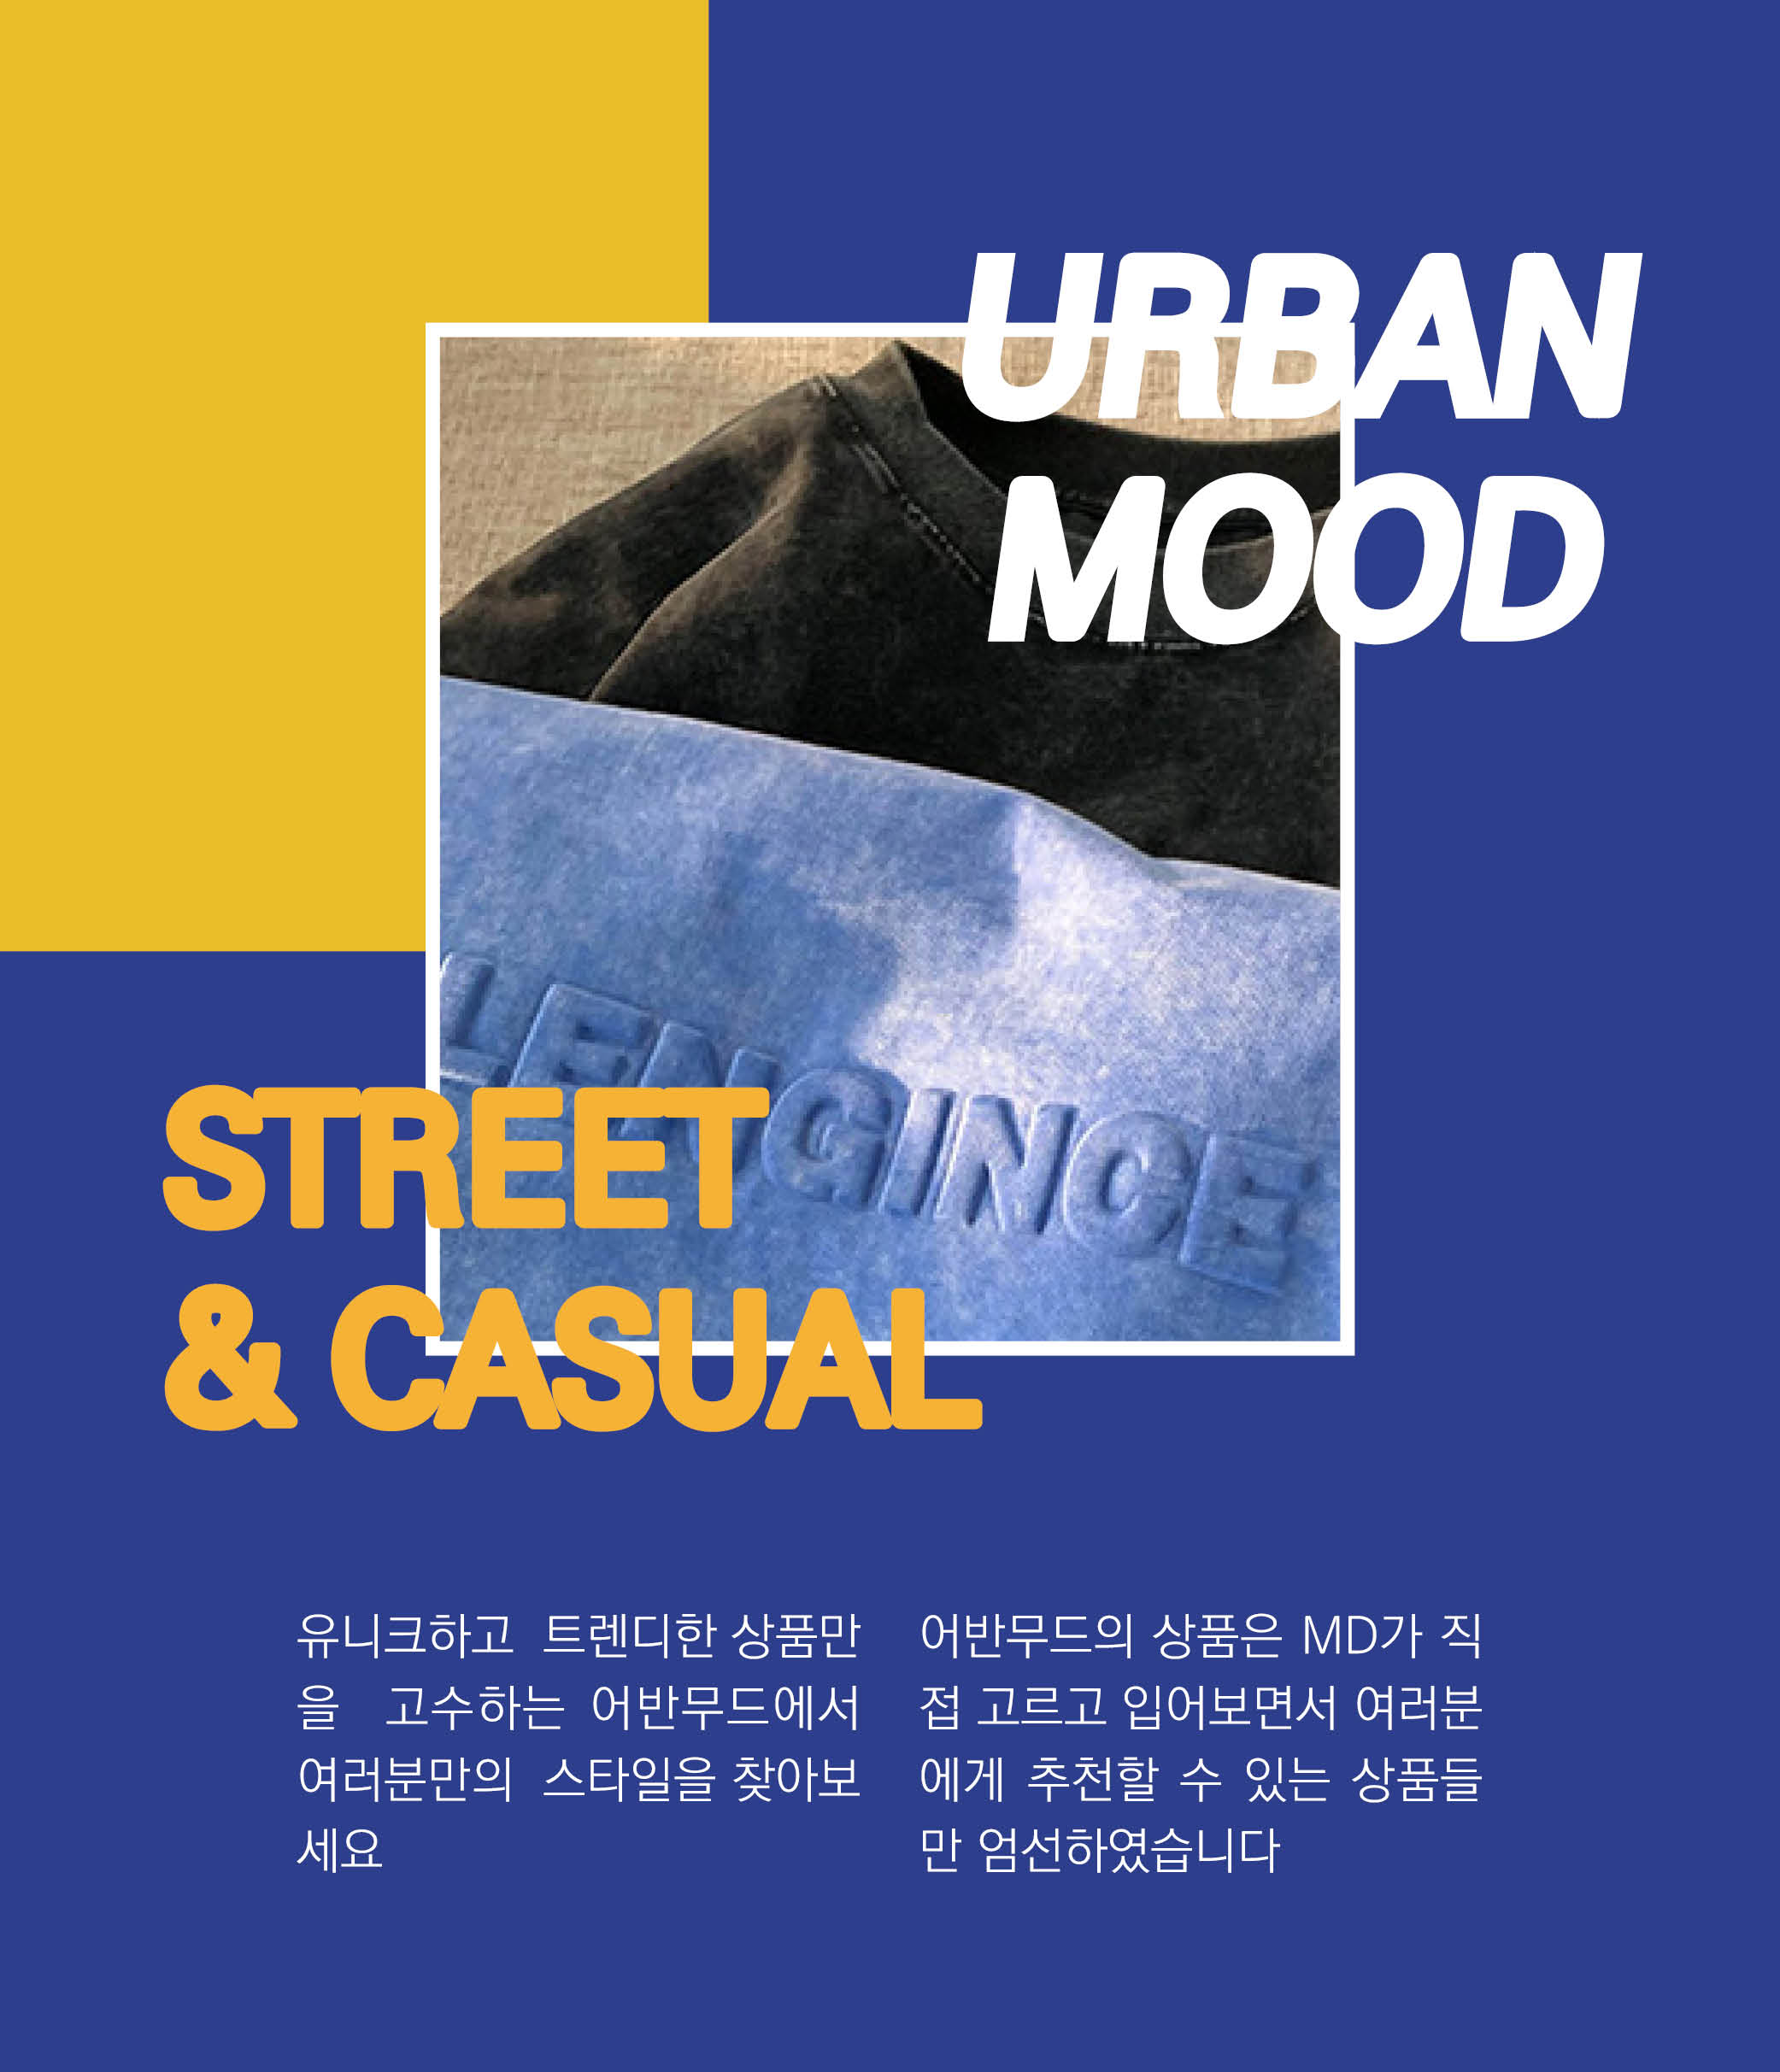 URBAN
MOOD
LENGINCE
STREET
& CASUAL
유니크하고 트렌디한 상품만
을 고수하는 어반무드에서
여러분만의 스타일을 찾아보
세요
어반무드의 상품은 MD가 직
접 고르고 입어보면서 여러분
에게 추천할 수 있는 상품들
만 엄선하였습니다